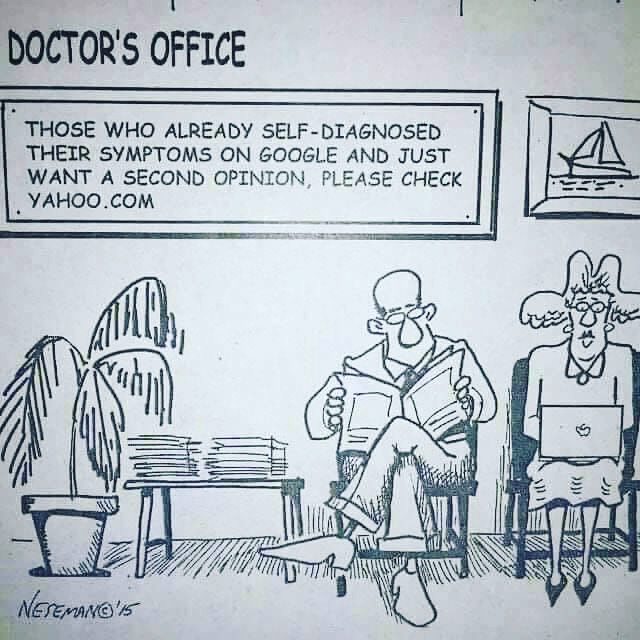 DOCTOR'S OFFICE
THOSE WHO ALREADY SELF-DIAGNOSED
THEIR SYMPTOMS ON GOOGLE AND JUST
WANT A SECOND OPINION, PLEASE CHECK
YAHOO.COM
NESEMAN©'15